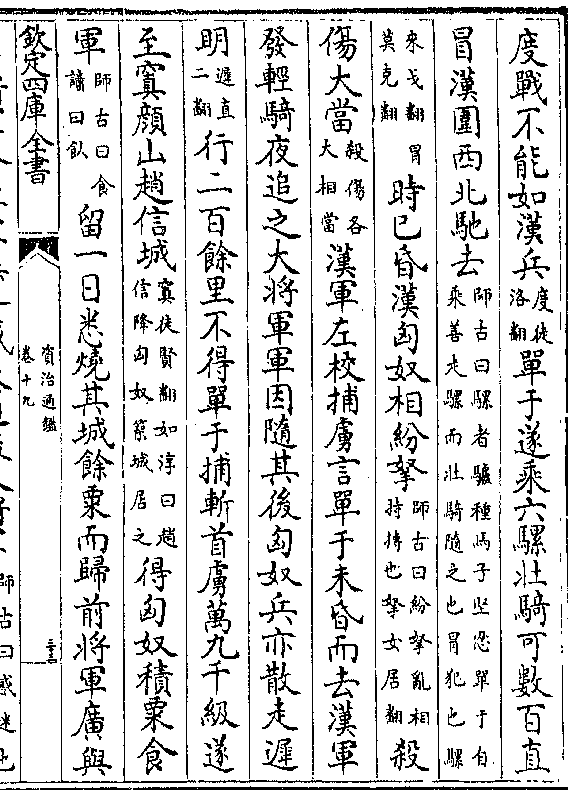 度戰不能如漢兵度徒洛翻單于遂乘六騾壯騎可數百直
冒漢圍西北馳去師古曰騾者驢種馬子堅忍單于自乘善走騾而壯騎隨之也冒犯也騾
來戈翻冒莫克翻時已昏漢匈奴相紛拏師古曰紛拏亂相持搏也拏女居翻殺
傷大當殺傷各大相當漢軍左校捕虜言單于未昏而去漢軍
發輕騎夜追之大將軍軍因隨其後匈奴兵亦散走遲
明遲直二翻行二百餘里不得單于捕斬首虜萬九千級遂
至寘顏山趙信城寘徒賢翻如淳曰趙信降匈奴築城居之得匈奴積粟食
軍師古曰食讀曰飤留一日悉燒其城餘粟而歸前將軍廣與
欽定四庫全書
資治通鑑
卷十九
師古曰惑迷也